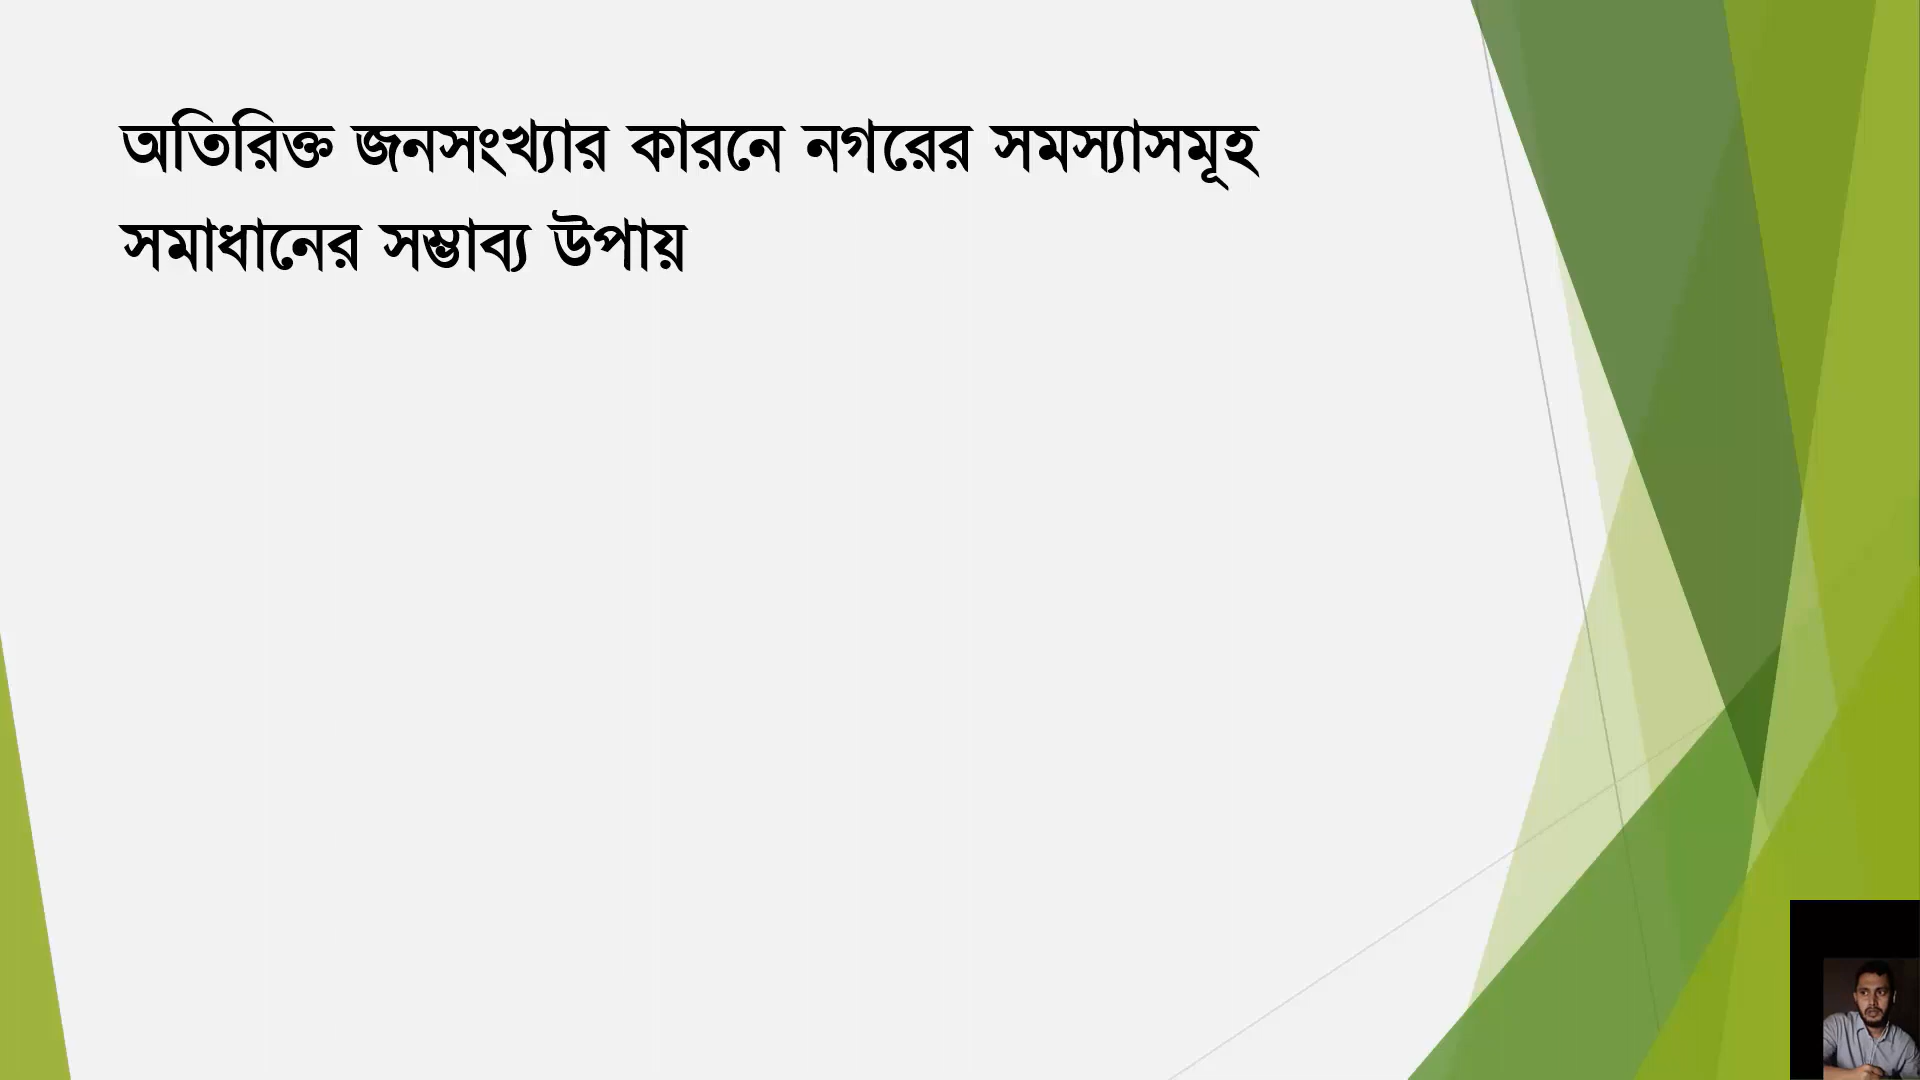 অতিরিক্ত জনসংখ্যার কারনে নগরের সমস্যাসমূহ
সমাধানের সম্ভাব্য উপায়